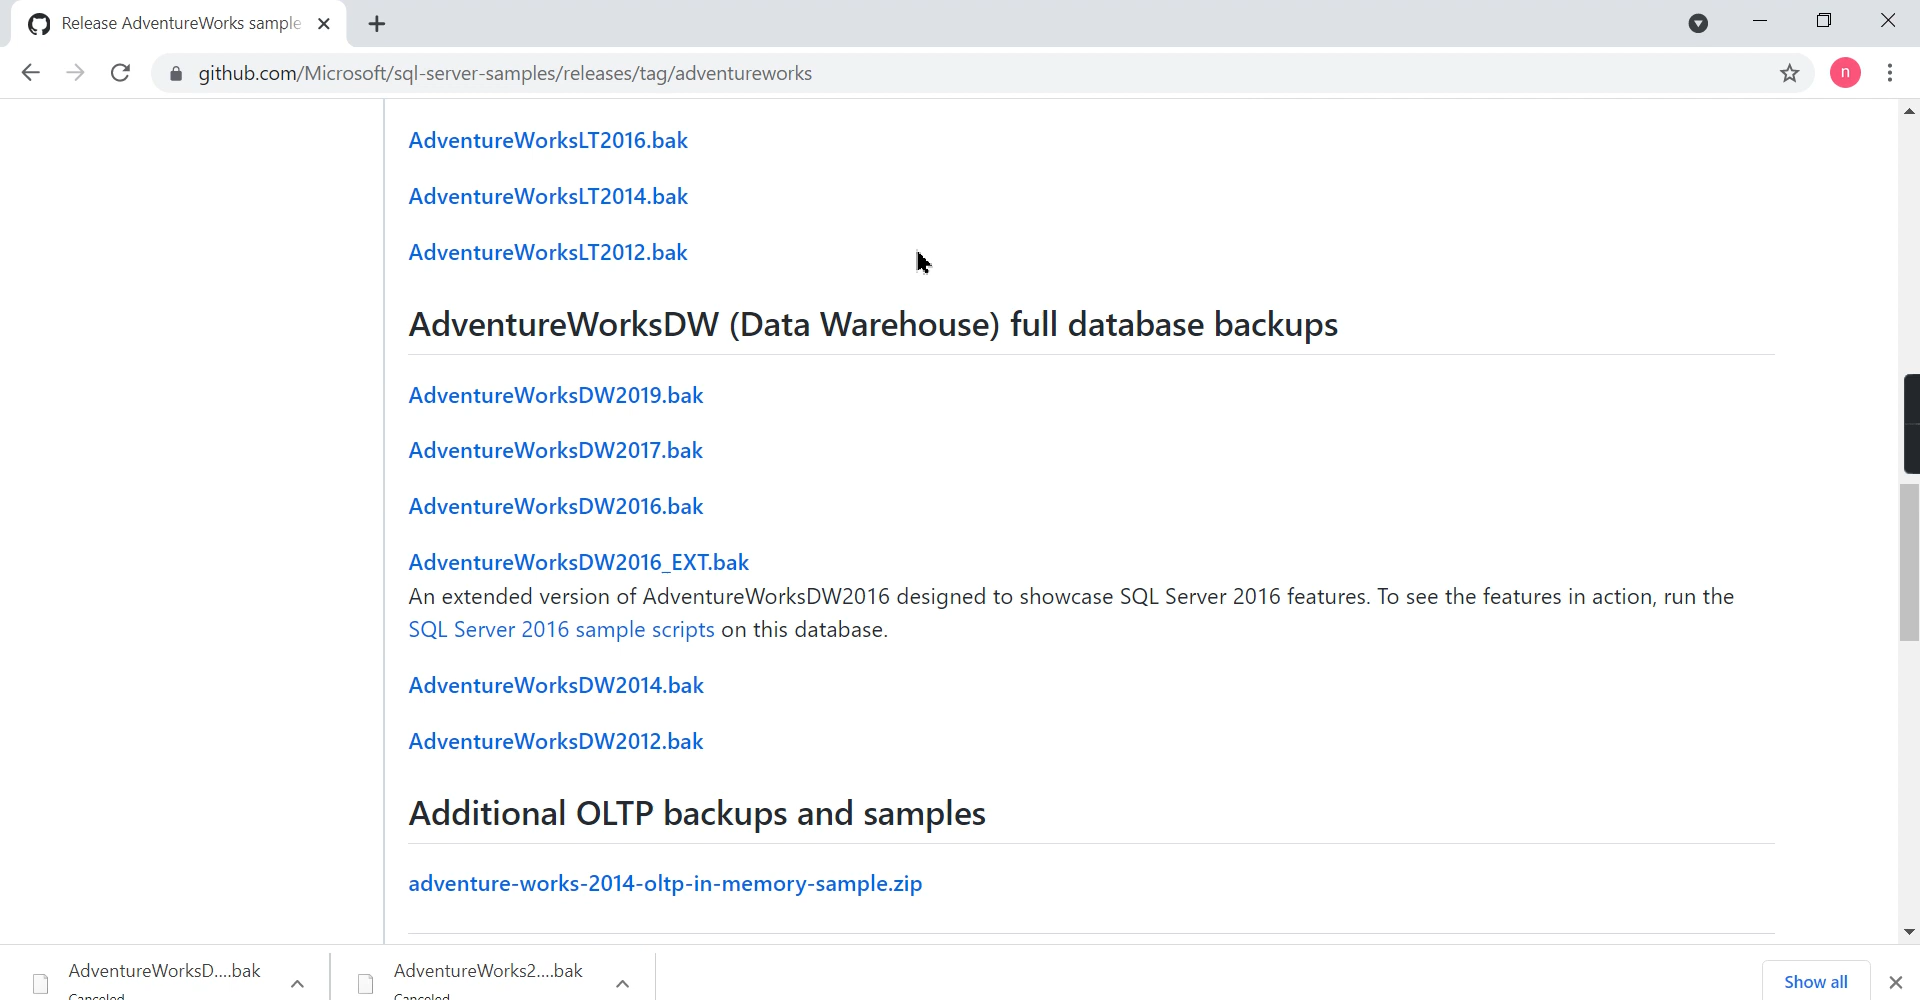 Release AdventureWorks sample
github.com/Microsoft/sql-server-samples/releases/tag/adventureworks
n
AdventureWorksLT2016.bak
AdventureWorksLT2014.bak
AdventureWorksLT2012.bak
AdventureWorksDW (Data Warehouse) full database backups
AdventureWorksDW2019.bak
AdventureWorksDW2017.bak
AdventureWorksDW2016.bak
AdventureWorksDW2016_EXT.bak
An extended version of AdventureWorksDW2016 designed to showcase SQL Server 2016 features. To see the features in action, run the
SQL Server 2016 sample scripts on this database.
AdventureWorksDW2014.bak
AdventureWorksDW2012.bak
Additional OLTP backups and samples
adventure-works-2014-oltp-in-memory-sample.zip
AdventureWorksD....bak
Canceled
AdventureWorks2....bak
Canceled
Show all